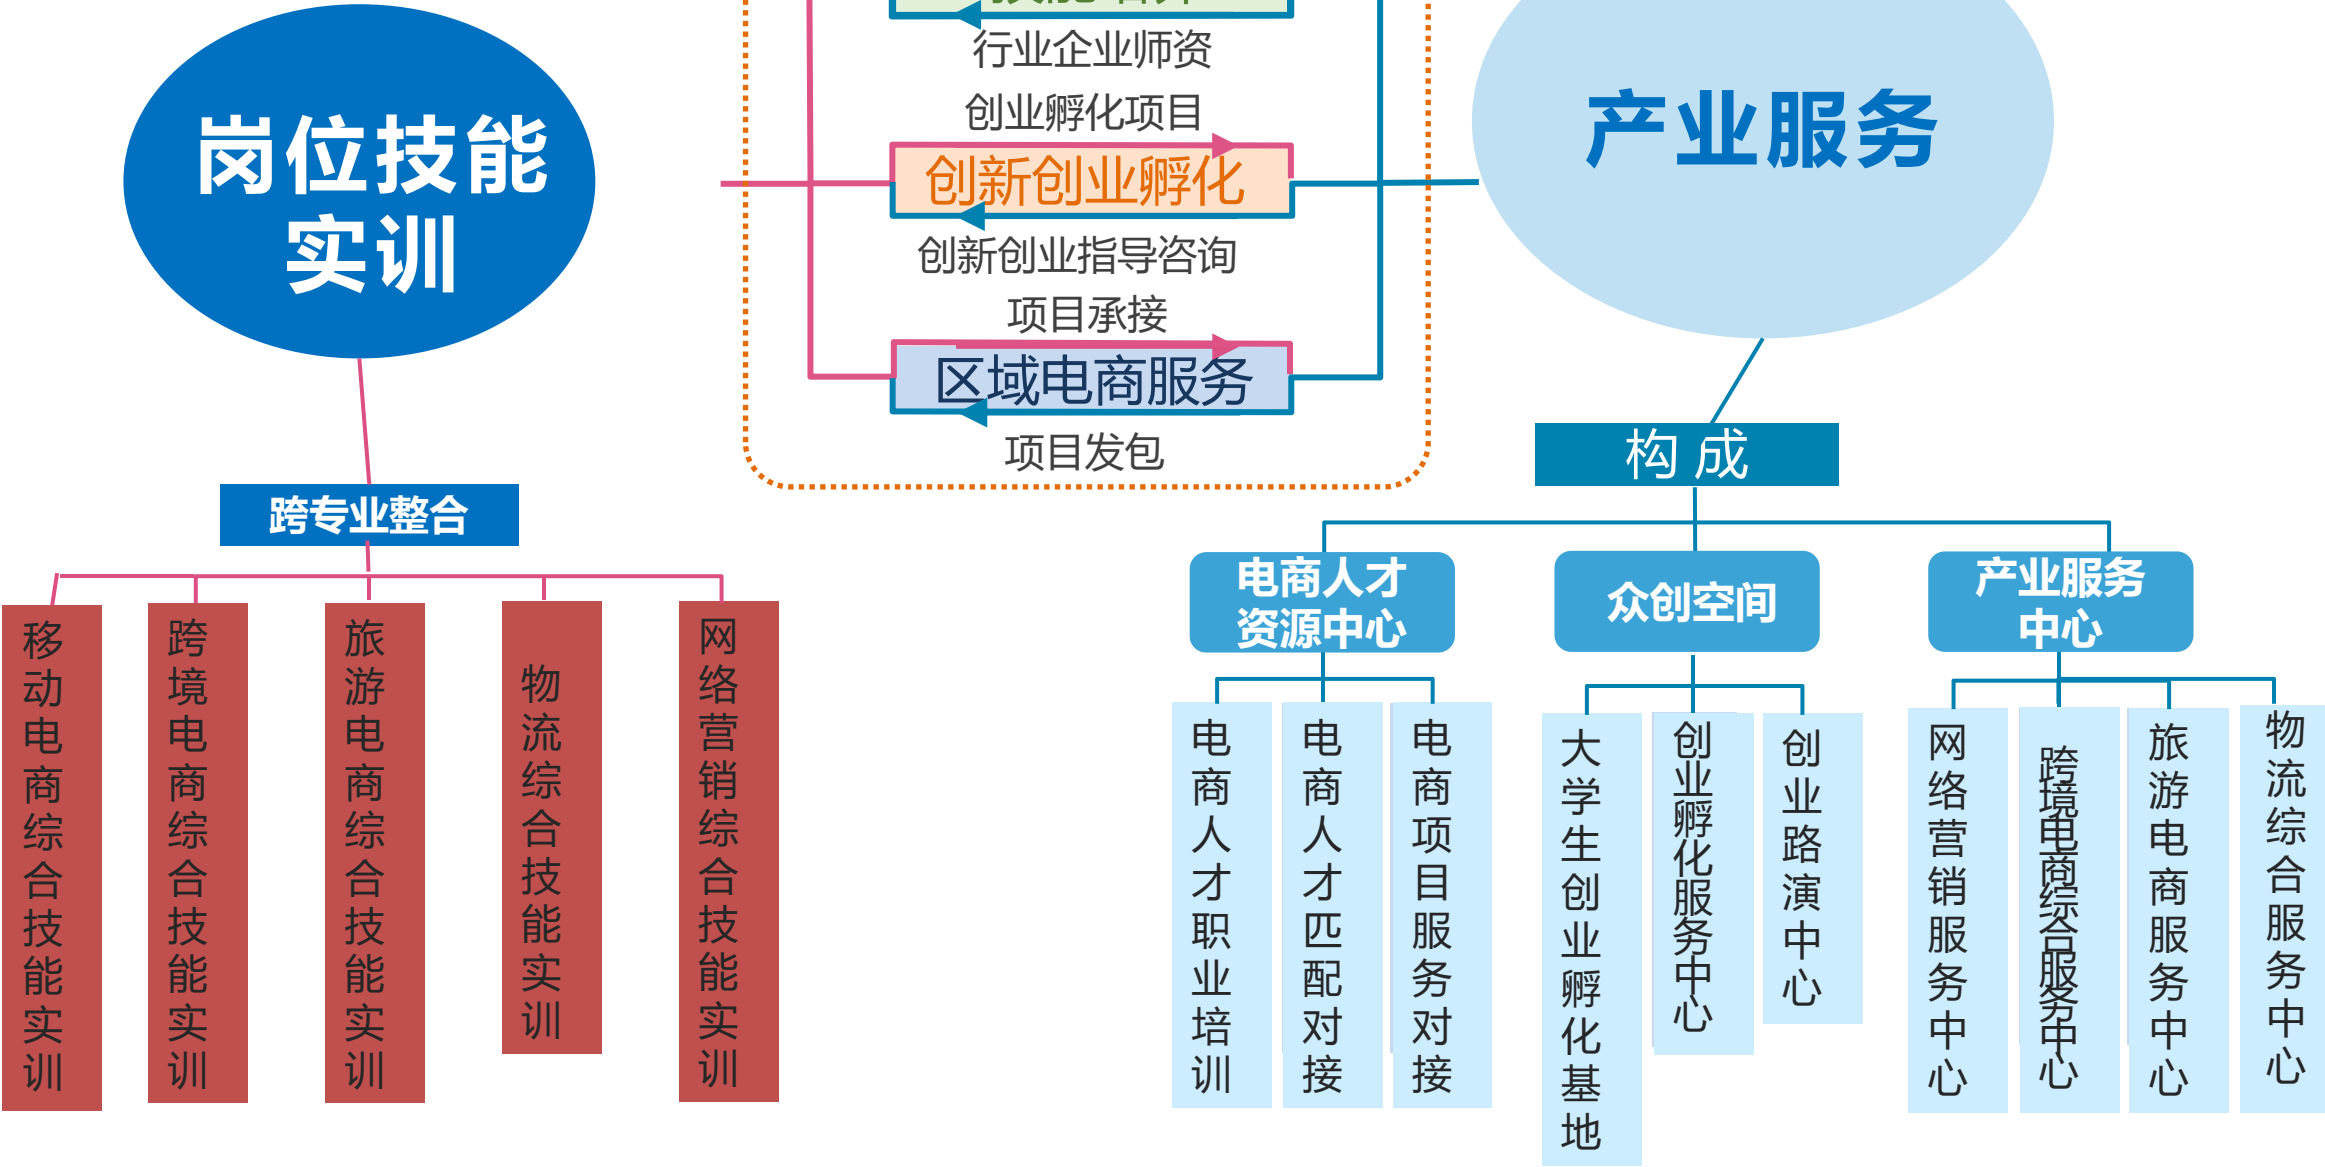 岗位技能
实训
跨专业整合
移动电商综合技能实训
跨境电商综合技能实训
旅游电商综合技能实训
物流综合技能实训
网络营销综合技能实训
行业企业师资
创业孵化项目
创新创业孵化
创新创业指导咨询
项目承接
区域电商服务
项目发包
产业服务
构 成
电商人才
资源中心
众创空间
产业服务
中心
电商人才职业培训
电商人才匹配对接
电商项目服务对接
大学生创业孵化基地
创业孵化服务中心
创业路演中心
网络营销服务中心
跨境电商综合服务中心
旅游电商服务中心
物流综合服务中心